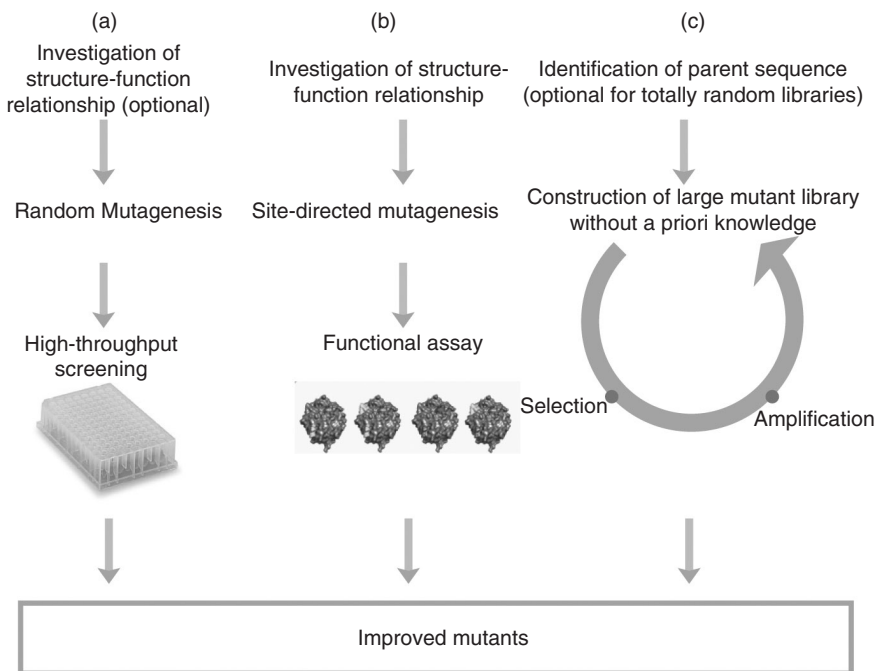 (a)
Investigation of
structure-function
relationship (optional)
Random Mutagenesis
High-throughput
screening
(b)
Investigation of structure-
function relationship
Site-directed mutagenesis
Functional assay
(c)
Identification of parent sequence
(optional for totally random libraries)
Construction of large mutant library
without a priori knowledge
Selection
Amplification
Improved mutants